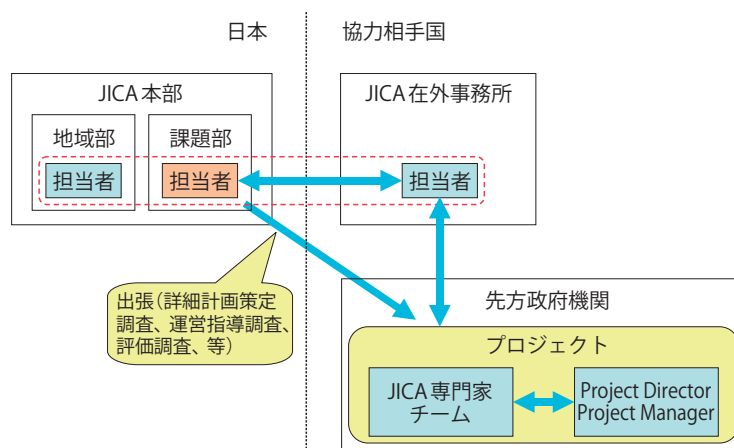 日本
協力相手国
JICA本部
JICA在外事務所
地域部
課題部
担当者
担当者
担当者
出張（詳細計画策定
調査、運営指導調査、
評価調査、等）
先方政府機関
プロジェクト
JICA専門家
チーム
Project Director
Project Manager